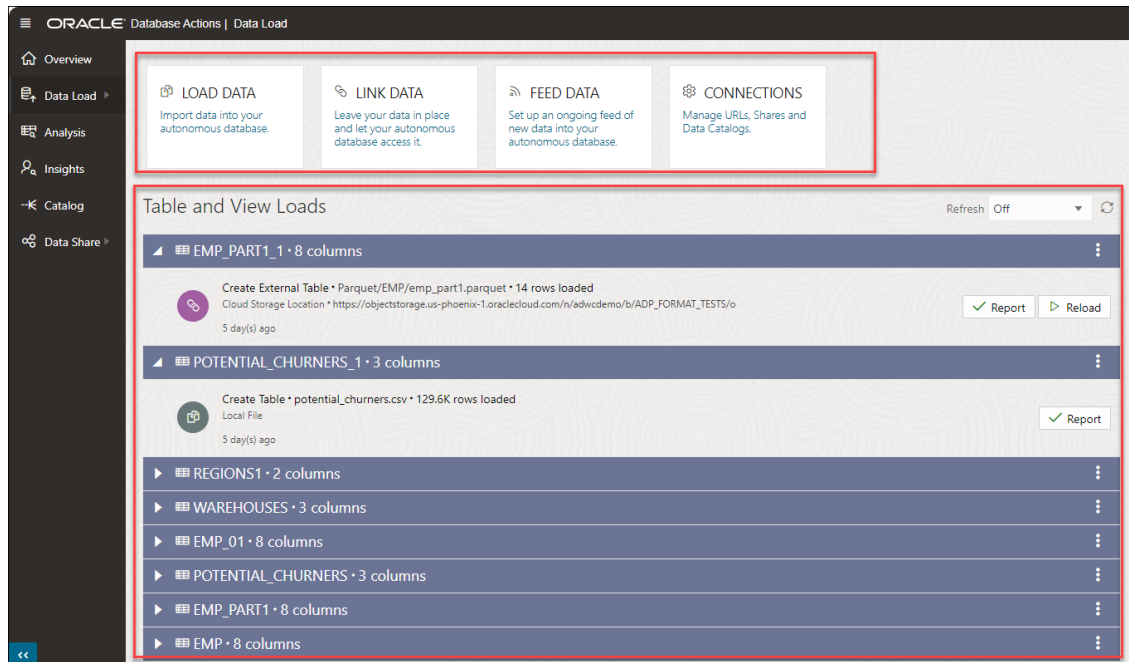 ORACLE Database Actions | Data Load
Overview
Data Load
Analysis
Insights
Catalog
Data Share
LOAD DATA
Import data into your
autonomous database.
LINK DATA
Leave your data in place
and let your autonomous
database access it.
FEED DATA
Set up an ongoing feed of
new data into your
autonomous database.
CONNECTIONS
Manage URLs, Shares and
Data Catalogs.
Table and View Loads
Refresh Off
EMP_PART1_1 • 8 columns
Create External Table • Parquet/EMP/emp_part1.parquet • 14 rows loaded
Cloud Storage Location • https://objectstorage.us-phoenix-1.oraclecloud.com/n/adwcdemo/b/ADP_FORMAT_TESTS/o
5 day(s) ago
Report
Reload
POTENTIAL_CHURNERS_1 • 3 columns
Create Table • potential_churners.csv • 129.6K rows loaded
Local File
5 day(s) ago
Report
REGIONS1 • 2 columns
WAREHOUSES • 3 columns
EMP_01 • 8 columns
POTENTIAL_CHURNERS • 3 columns
EMP_PART1 • 8 columns
EMP • 8 columns